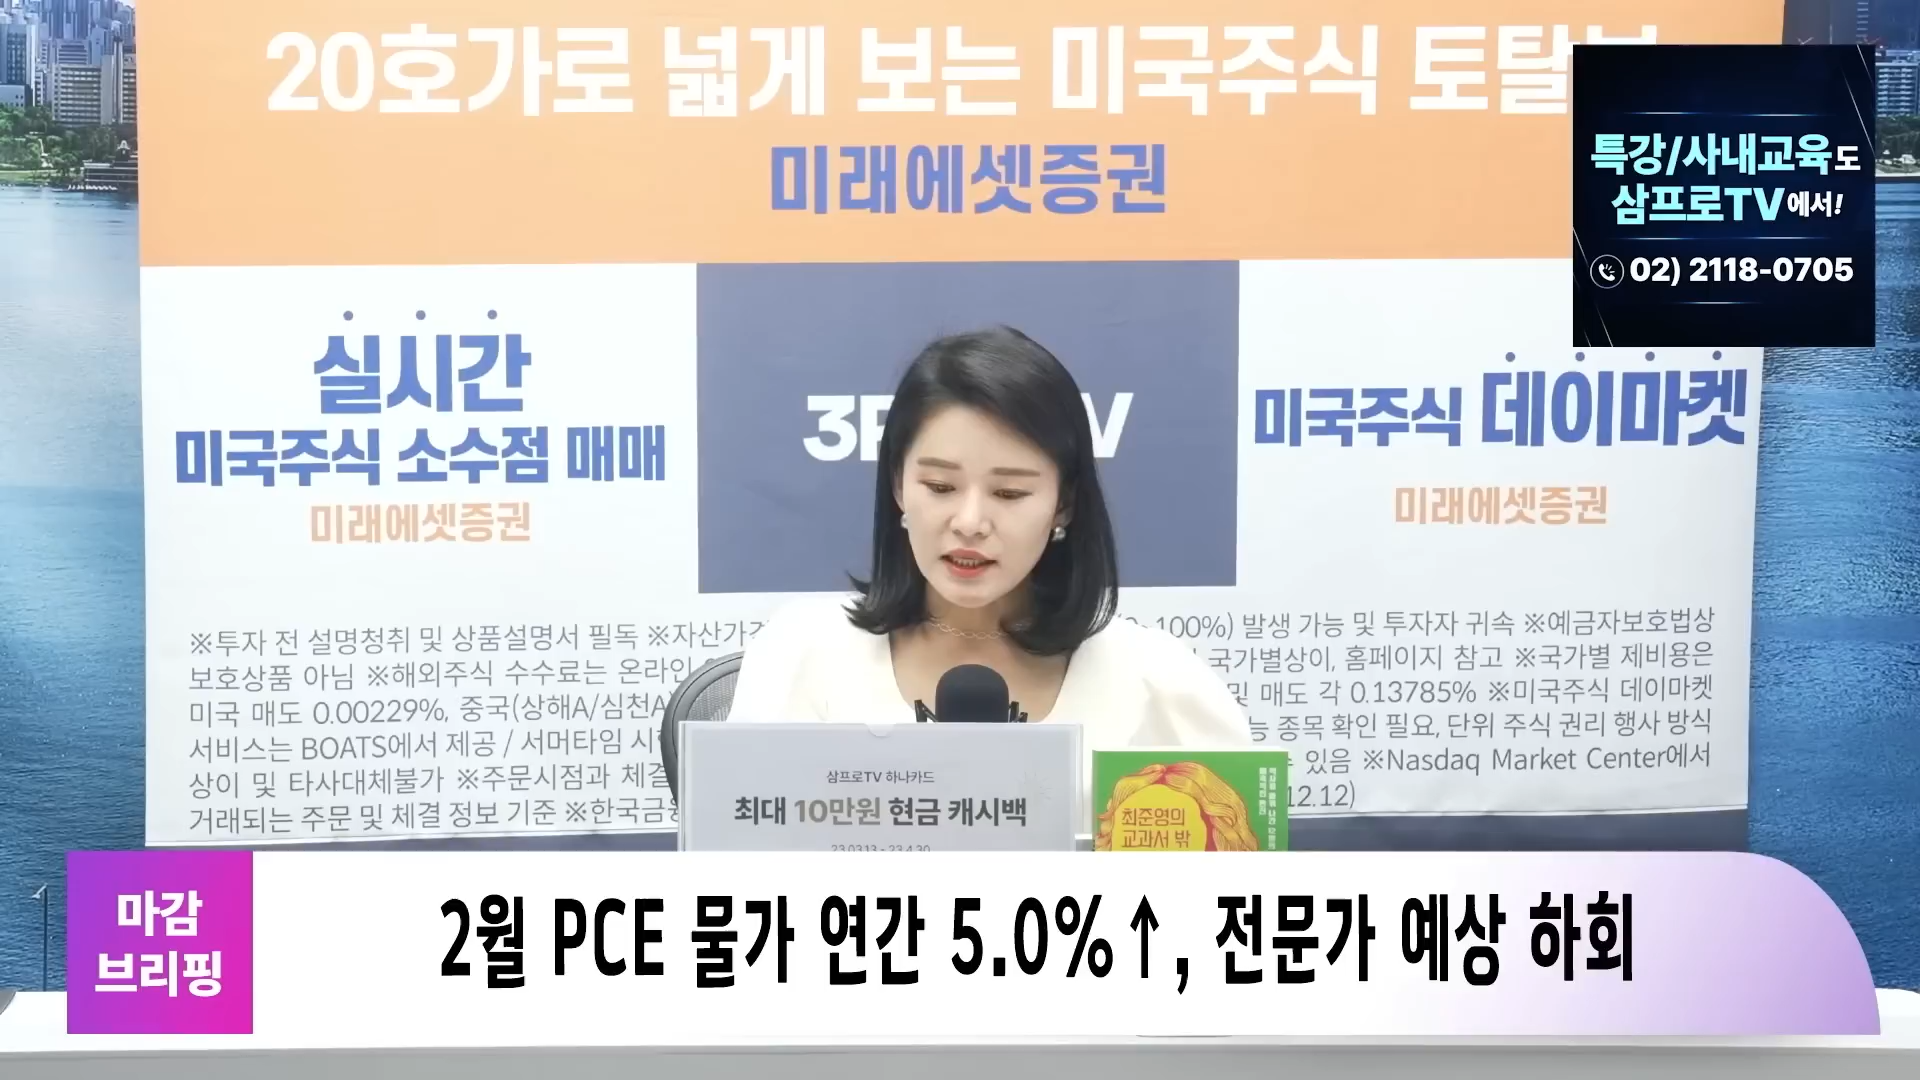 20호가로 넓게 보는 미국주식 토탈뷰
미래에셋증권
특강/사내교육도
삼프로TV에서!
02) 2118-0705
실시간
미국주식 소수점 매매
미래에셋증권
미국주식 데이마켓
미래에셋증권
※투자 전 설명청취 및 상품설명서 필독 ※자산가격 100%) 발생 가능 및 투자자 귀속 ※예금자보호법상
보호상품 아님 ※해외주식 수수료는 온라인 국가별상이, 홈페이지 참고 ※국가별 제비용은
미국 매도 0.00229%, 중국(상해A/심천A) 및 매도 각 0.13785% ※미국주식 데이마켓
서비스는 BOATS에서 제공 / 서머타임 시 종목 확인 필요, 단위 주식 권리 행사 방식
상이 및 타사대체불가 ※주문시점과 체결 있음 ※Nasdaq Market Center에서
거래되는 주문 및 체결 정보 기준 ※한국금융 12.12)
삼프로TV 하나카드
최대 10만원 현금 캐시백
23.03.13 - 23.4.30
최준영의
교과서 밖
마감
브리핑
2월 PCE 물가 연간 5.0%↑, 전문가 예상 하회